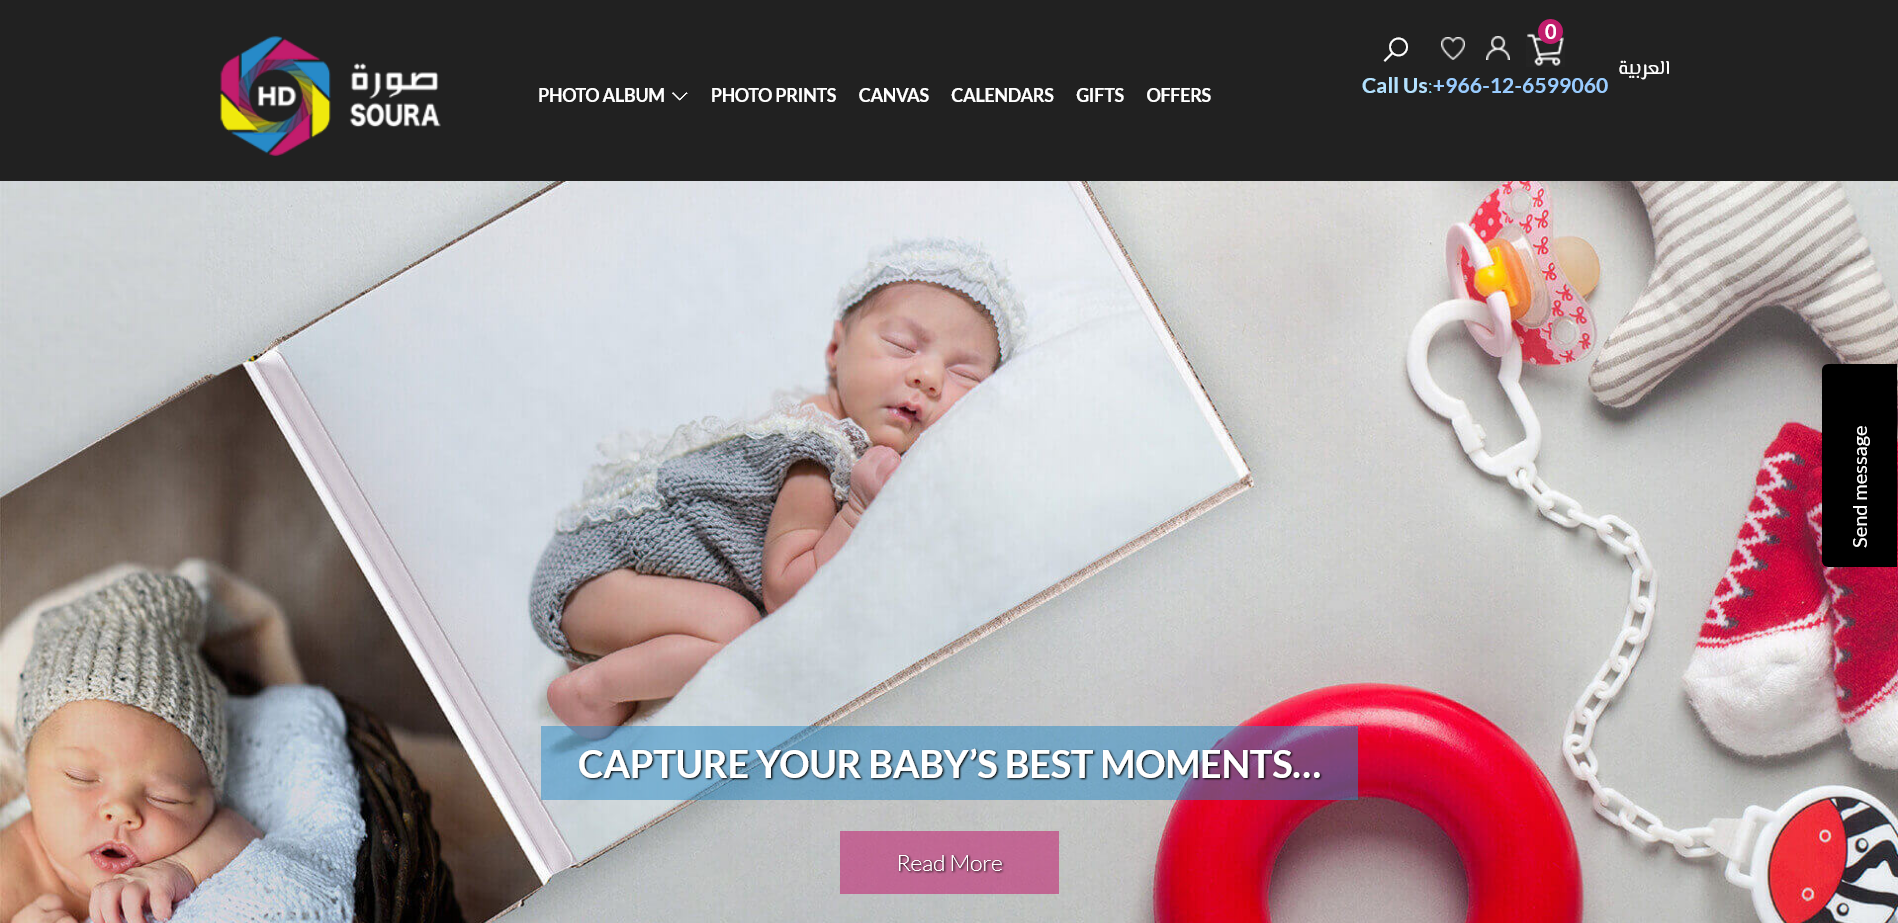 HD
صورة
SOURA
PHOTO ALBUM
PHOTO PRINTS
CANVAS
CALENDARS
GIFTS
OFFERS
0
Call Us:+966-12-6599060
العربية
Send message
CAPTURE YOUR BABY’S BEST MOMENTS...
Read More